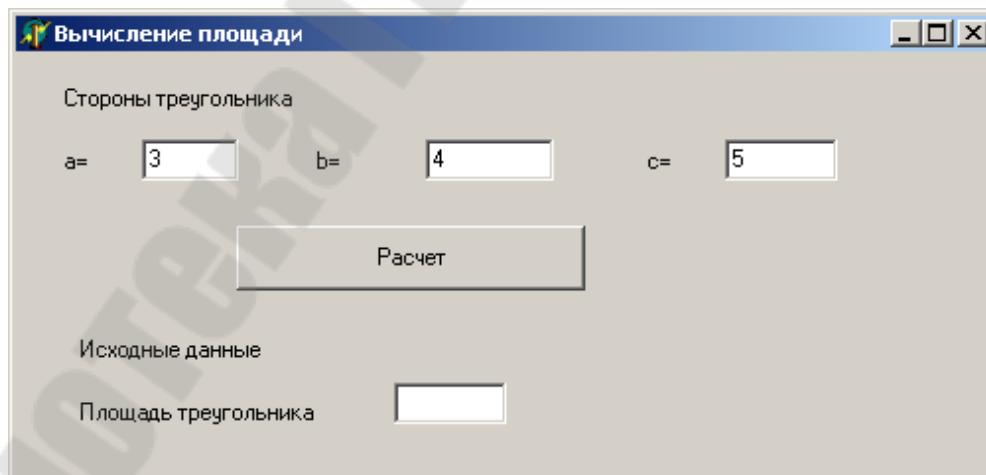 Вычисление площади
Стороны треугольника
a= 3 b= 4 c= 5
Расчет
Исходные данные
Площадь треугольника